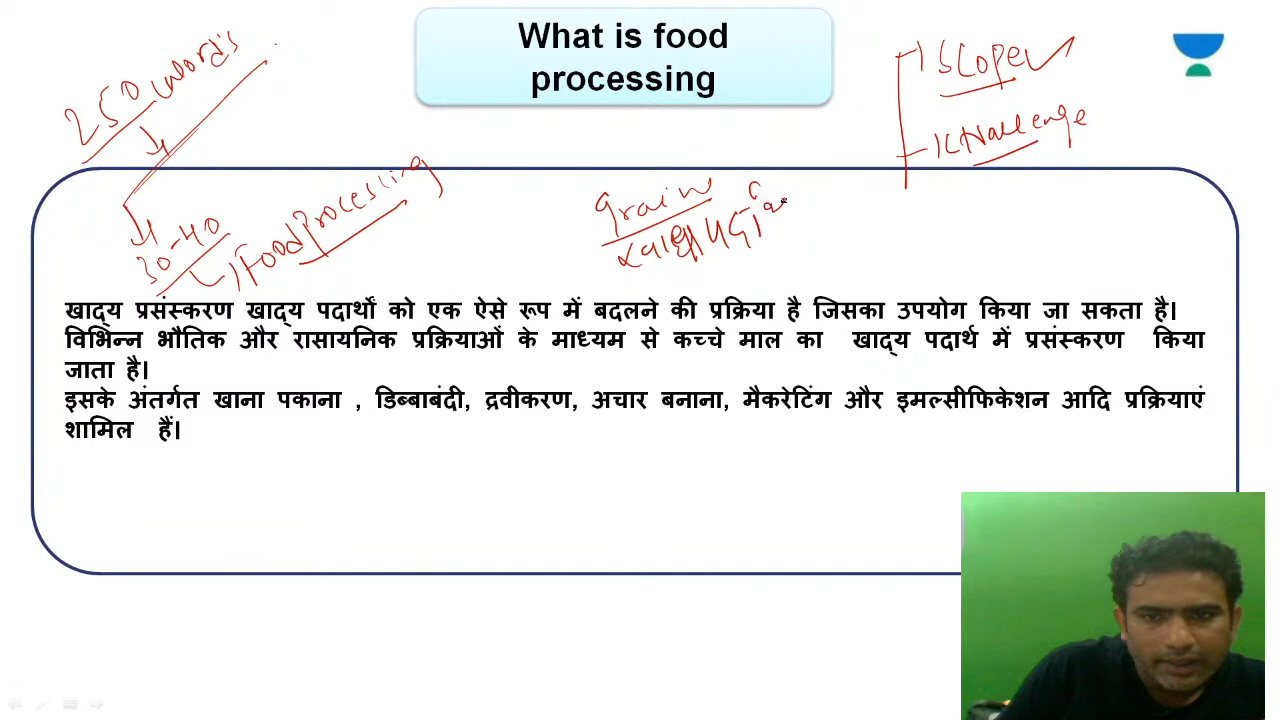 What is food
processing
250 words
Scope
Challenge
30-40
Food Processing
grain
खाद्य प्रसंस्करण खाद्य पदार्थों को एक ऐसे रूप में बदलने की प्रक्रिया है जिसका उपयोग किया जा सकता है।
विभिन्न भौतिक और रासायनिक प्रक्रियाओं के माध्यम से कच्चे माल का खाद्य पदार्थ में प्रसंस्करण किया
जाता है।
इसके अंतर्गत खाना पकाना , डिब्बाबंदी, द्रवीकरण, अचार बनाना, मैकरेटिंग और इमल्सीफिकेशन आदि प्रक्रियाएं
शामिल हैं।